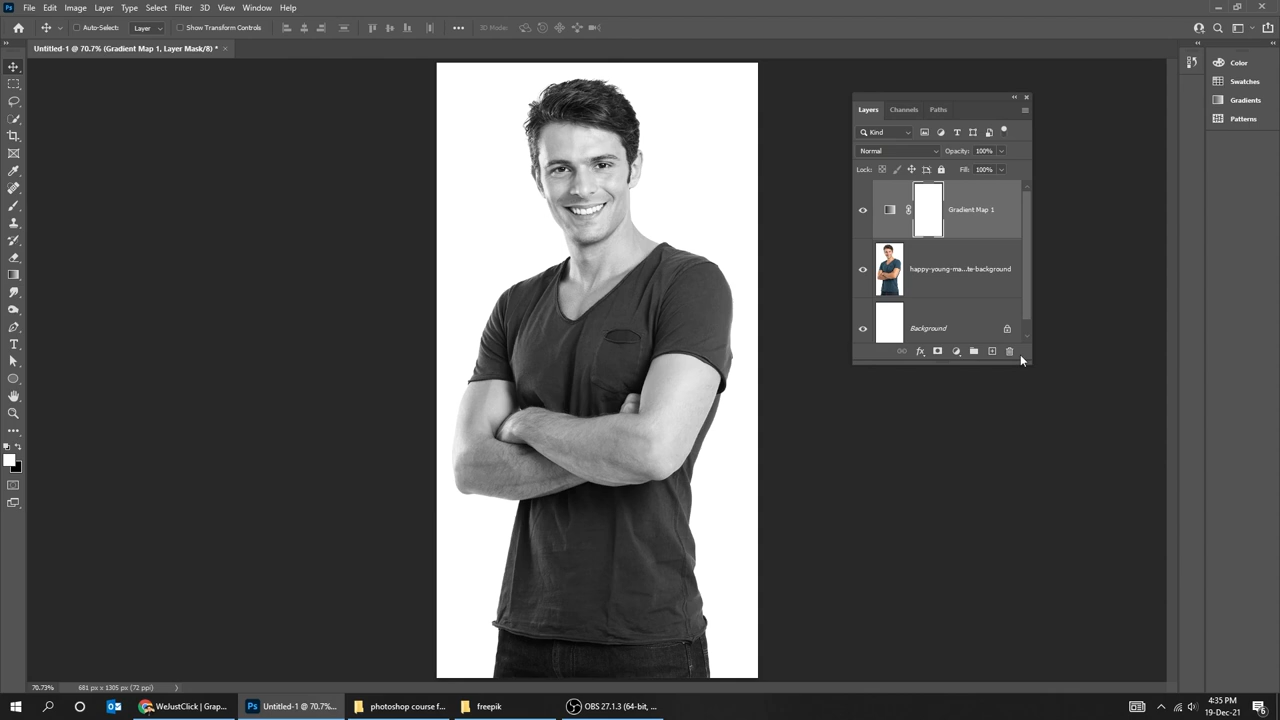 Ps File Edit Image Layer Type Select Filter 3D View Window Help
Auto-Select: Layer Show Transform Controls ••• 3D Mode:
Untitled-1 @ 70.7% (Gradient Map 1, Layer Mask/8) * ×
Color
Swatches
Gradients
Patterns
Layers Channels Paths
Kind
Normal Opacity: 100%
Lock: Fill: 100%
Gradient Map 1
happy-young-ma...te-background
Background
fx
70.73% 681 px x 1305 px (72 ppi)
WeJustClick | Grap...
Ps Untitled-1 @ 70.7%...
photoshop course f...
freepik
OBS 27.1.3 (64-bit, ...
4:35 PM
19-Dec-21
6